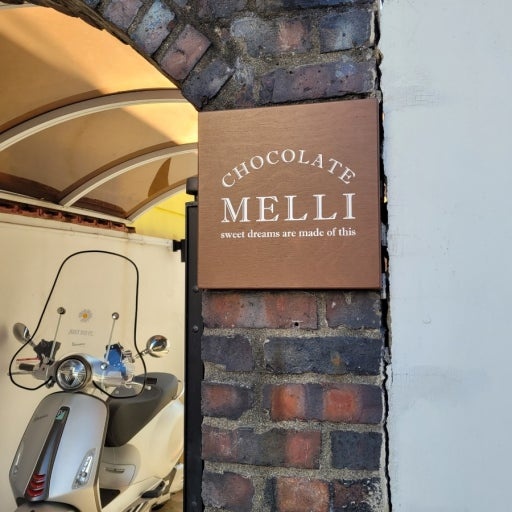 CHOCOLATE
MELLI
sweet dreams are made of this